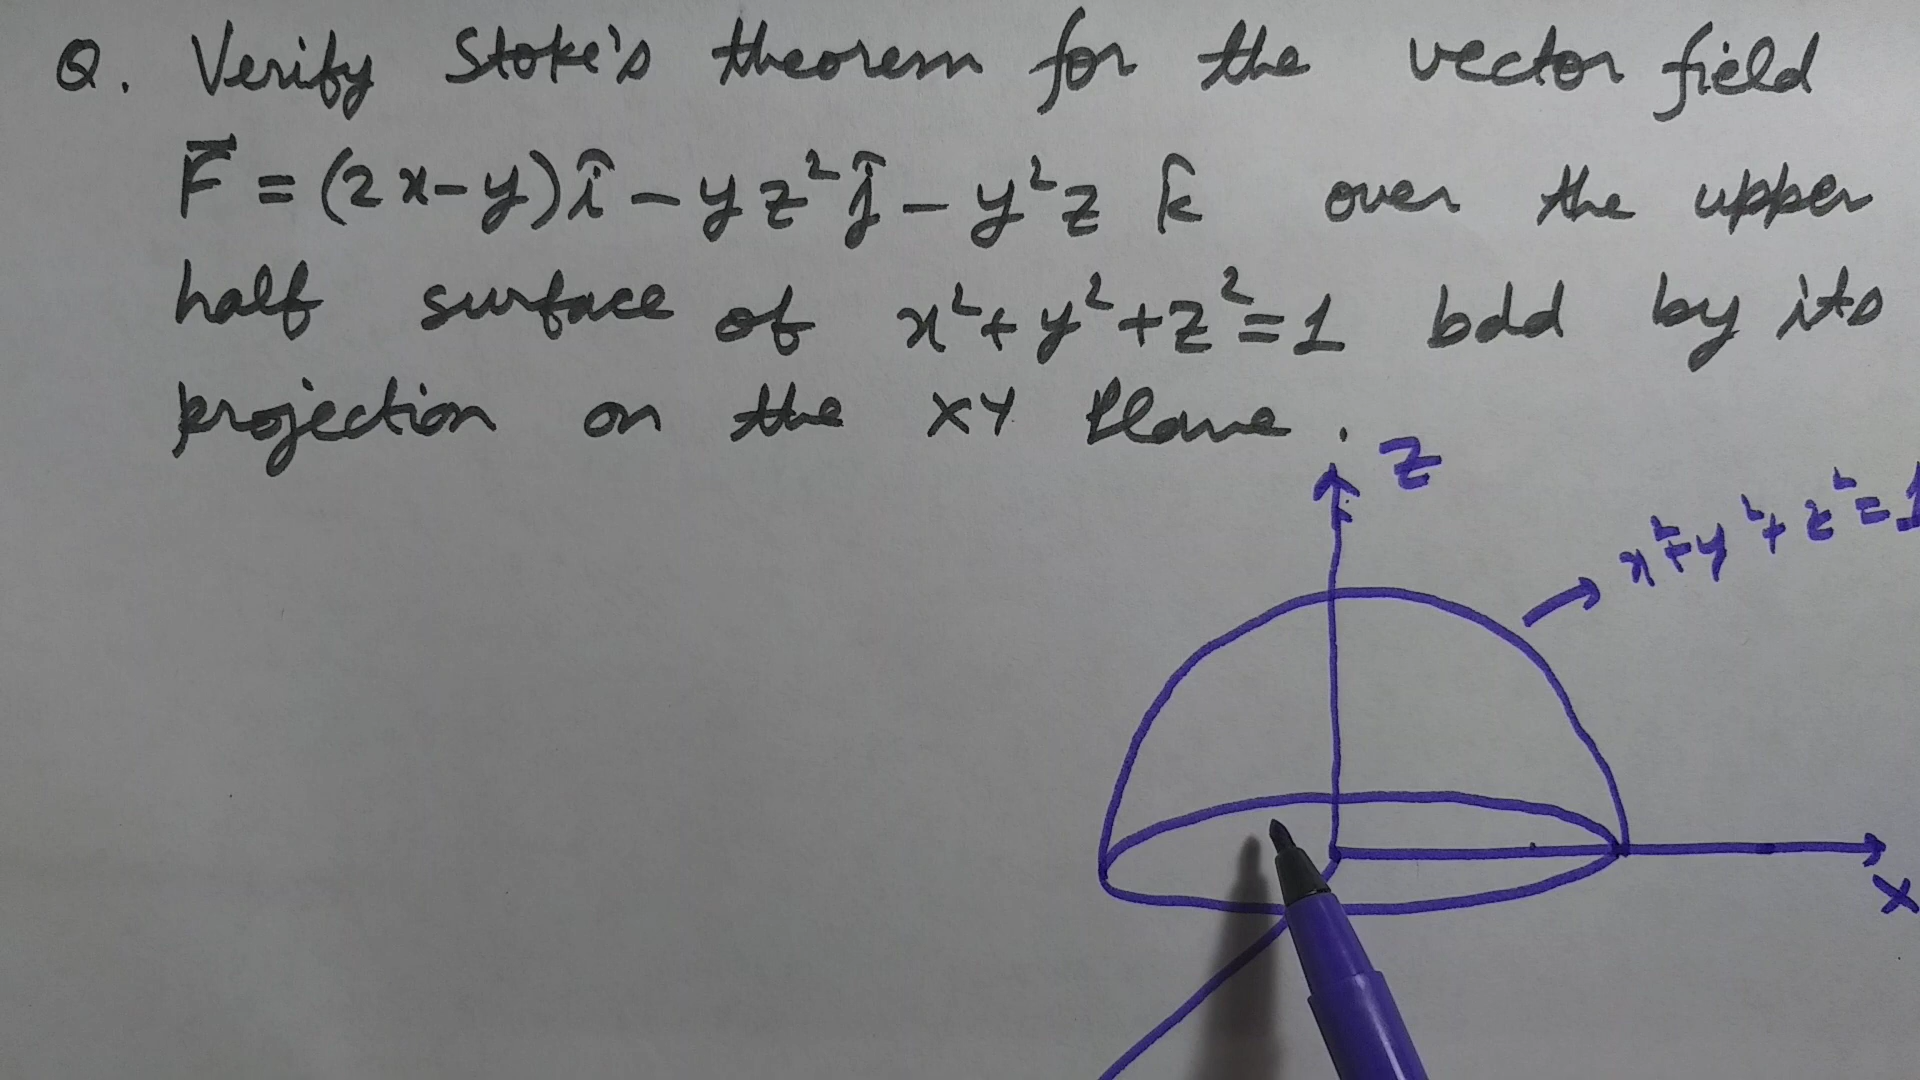 Q. Verify Stoke's theorem for the vector field
F⃗ = (2x-y)î - yz²ĵ - y²z k̂ over the upper
half surface of x²+y²+z²=1 bdd by its
projection on the XY Plane.
Z
x²+y²+z²=1
X